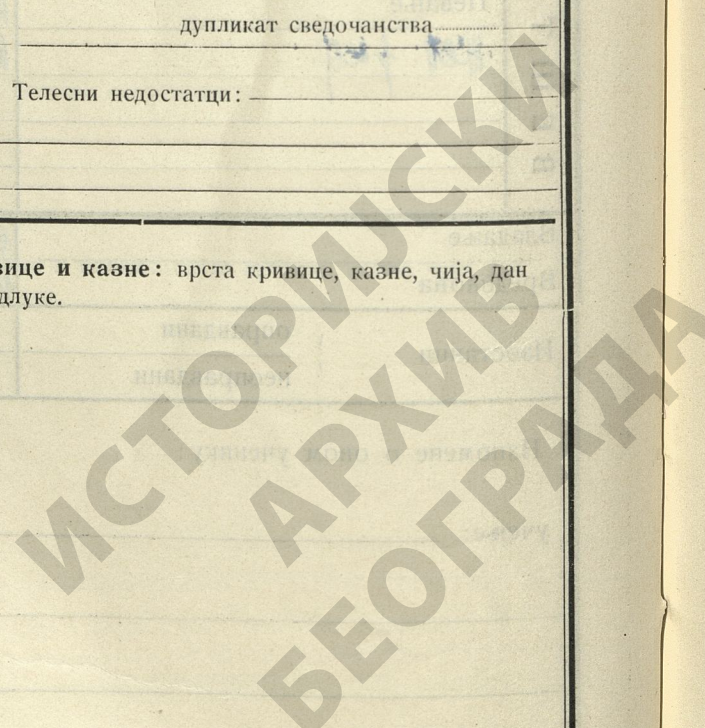 дупликат сведочанства
Телесни недостатци:
вице и казне: врста кривице, казне, чија, дан
длуке.
ИСТОРИЈСКИ
АРХИВ
БЕОГРАДА